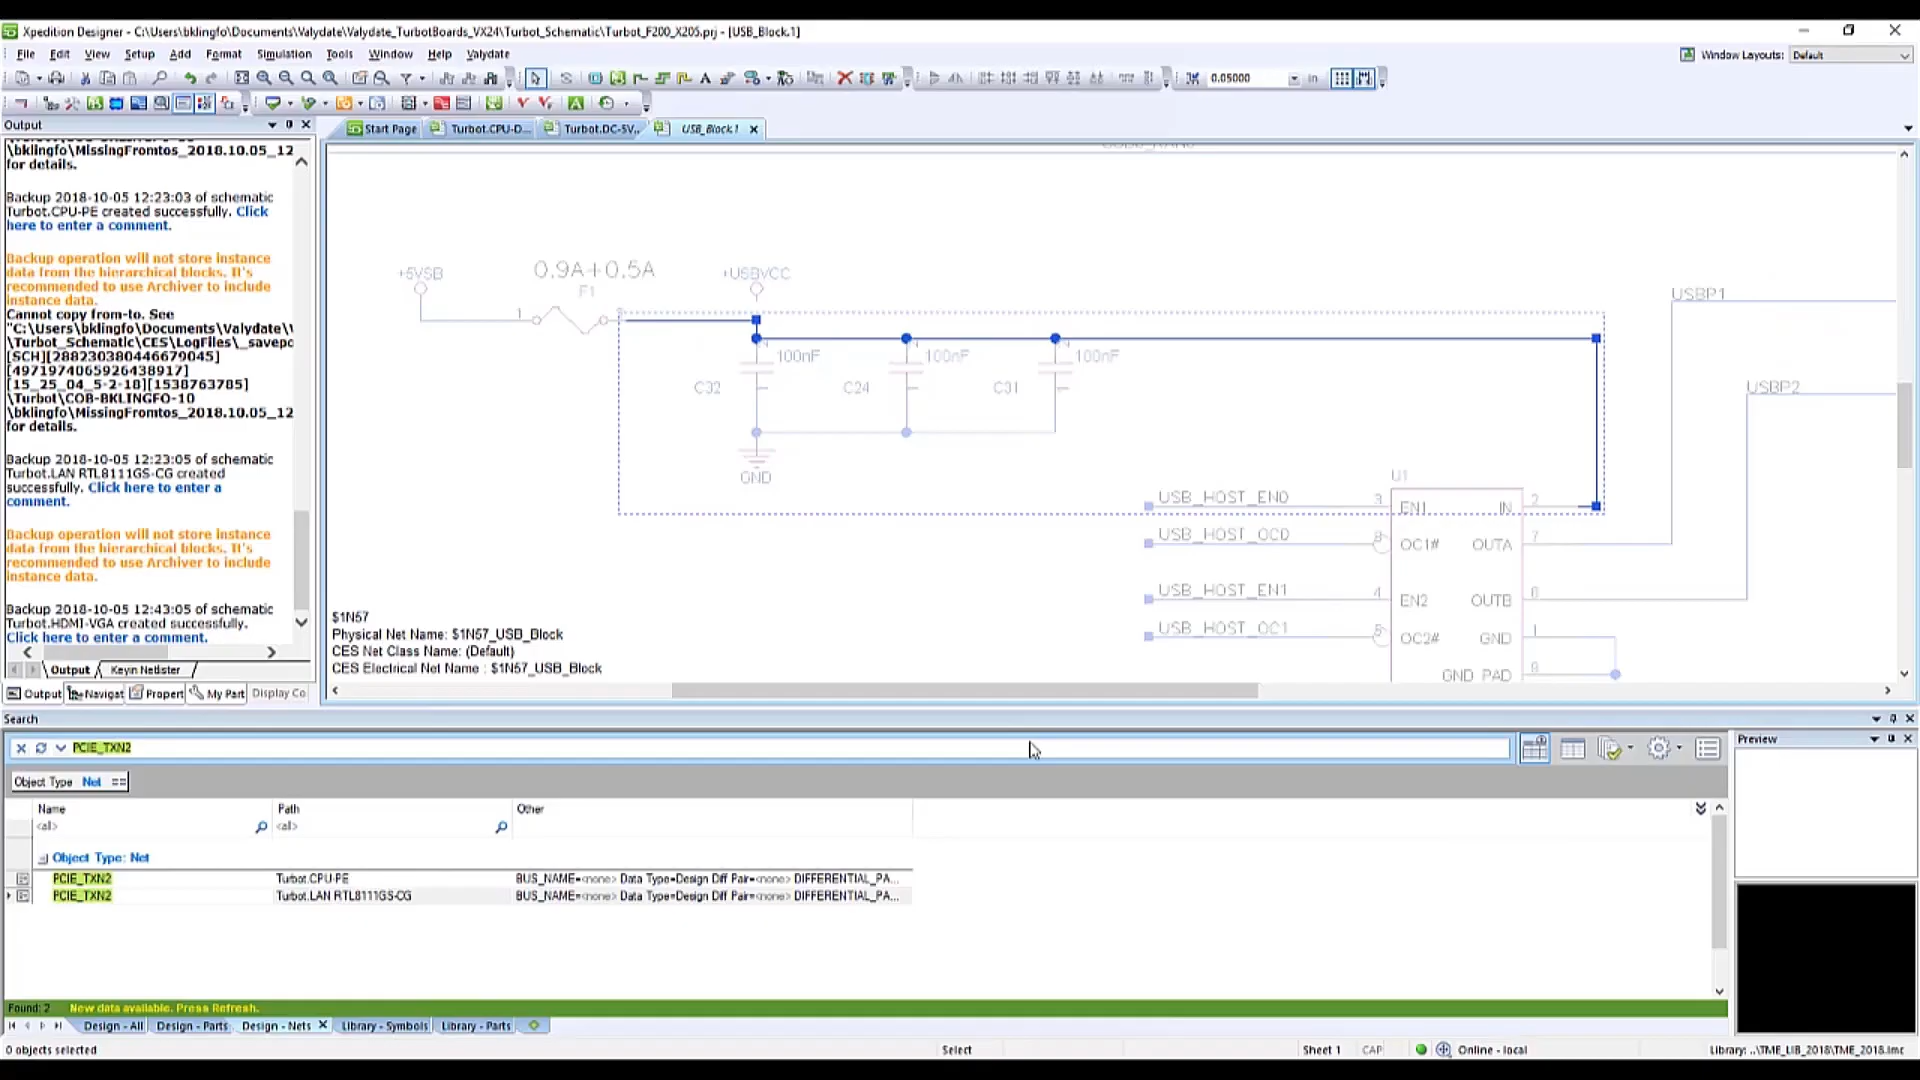 Xpedition Designer - C:\Users\bklingfo\Documents\Valydate\Valydate_TurbotBoards_VX24\Turbot_Schematic\Turbot_F200_X205.prj - [USB_Block.1]
File Edit View Setup Add Format Simulation Tools Window Help Valydate
Window Layouts: Default
0.05000 in
Output
Start Page Turbot.CPU-D... Turbot.DC-5V,.. USB_Block.1
\bklingfo\MissingFromtos_2018.10.05_12
for details.
Backup 2018-10-05 12:23:03 of schematic
Turbot.CPU-PE created successfully. Click
here to enter a comment.
Backup operation will not store instance
data from the hierarchical blocks. It's
recommended to use Archiver to include
instance data.
Cannot copy from-to. See
"C:\Users\bklingfo\Documents\Valydate\
\Turbot_Schematic\CES\LogFiles\_savepc
[SCH][288230380446679045]
[4971974065926438917]
[15_25_04_5-2-18][1538763785]
\Turbot\COB-BKLINGFO-10
\bklingfo\MissingFromtos_2018.10.05_12
for details.
Backup 2018-10-05 12:23:05 of schematic
Turbot.LAN RTL8111GS-CG created
successfully. Click here to enter a
comment.
Backup operation will not store instance
data from the hierarchical blocks. It's
recommended to use Archiver to include
instance data.
Backup 2018-10-05 12:43:05 of schematic
Turbot.HDMI-VGA created successfully.
Click here to enter a comment.
Output Keyin Netlister
Output Navigat Propert My Part Display Co
+5VSB
0.9A+0.5A
F1
1
+USBVCC
100nF 100nF 100nF
C32 C24 C31
GND
USBP1
USBP2
U1
USB_HOST_EN0 3 EN1 IN 2
USB_HOST_OC0 8 OC1# OUTA 7
USB_HOST_EN1 4 EN2 OUTB 6
USB_HOST_OC1 5 OC2# GND 1
GND PAD 9
$1N57
Physical Net Name: $1N57_USB_Block
CES Net Class Name: (Default)
CES Electrical Net Name : $1N57_USB_Block
Search
PCIE_TXN2
Preview
Object Type Net ==
Name Path Other
<all> <all>
Object Type: Net
PCIE_TXN2 Turbot.CPU-PE BUS_NAME=<none> Data Type=Design Diff Pair=<none> DIFFERENTIAL_PA...
PCIE_TXN2 Turbot.LAN RTL8111GS-CG BUS_NAME=<none> Data Type=Design Diff Pair=<none> DIFFERENTIAL_PA...
Found: 2 New data available. Press Refresh.
Design - All Design - Parts Design - Nets Library - Symbols Library - Parts
0 objects selected Select Sheet 1 CAP Online - local Library: ..\TME_LIB_2018\TME_2018.lmc